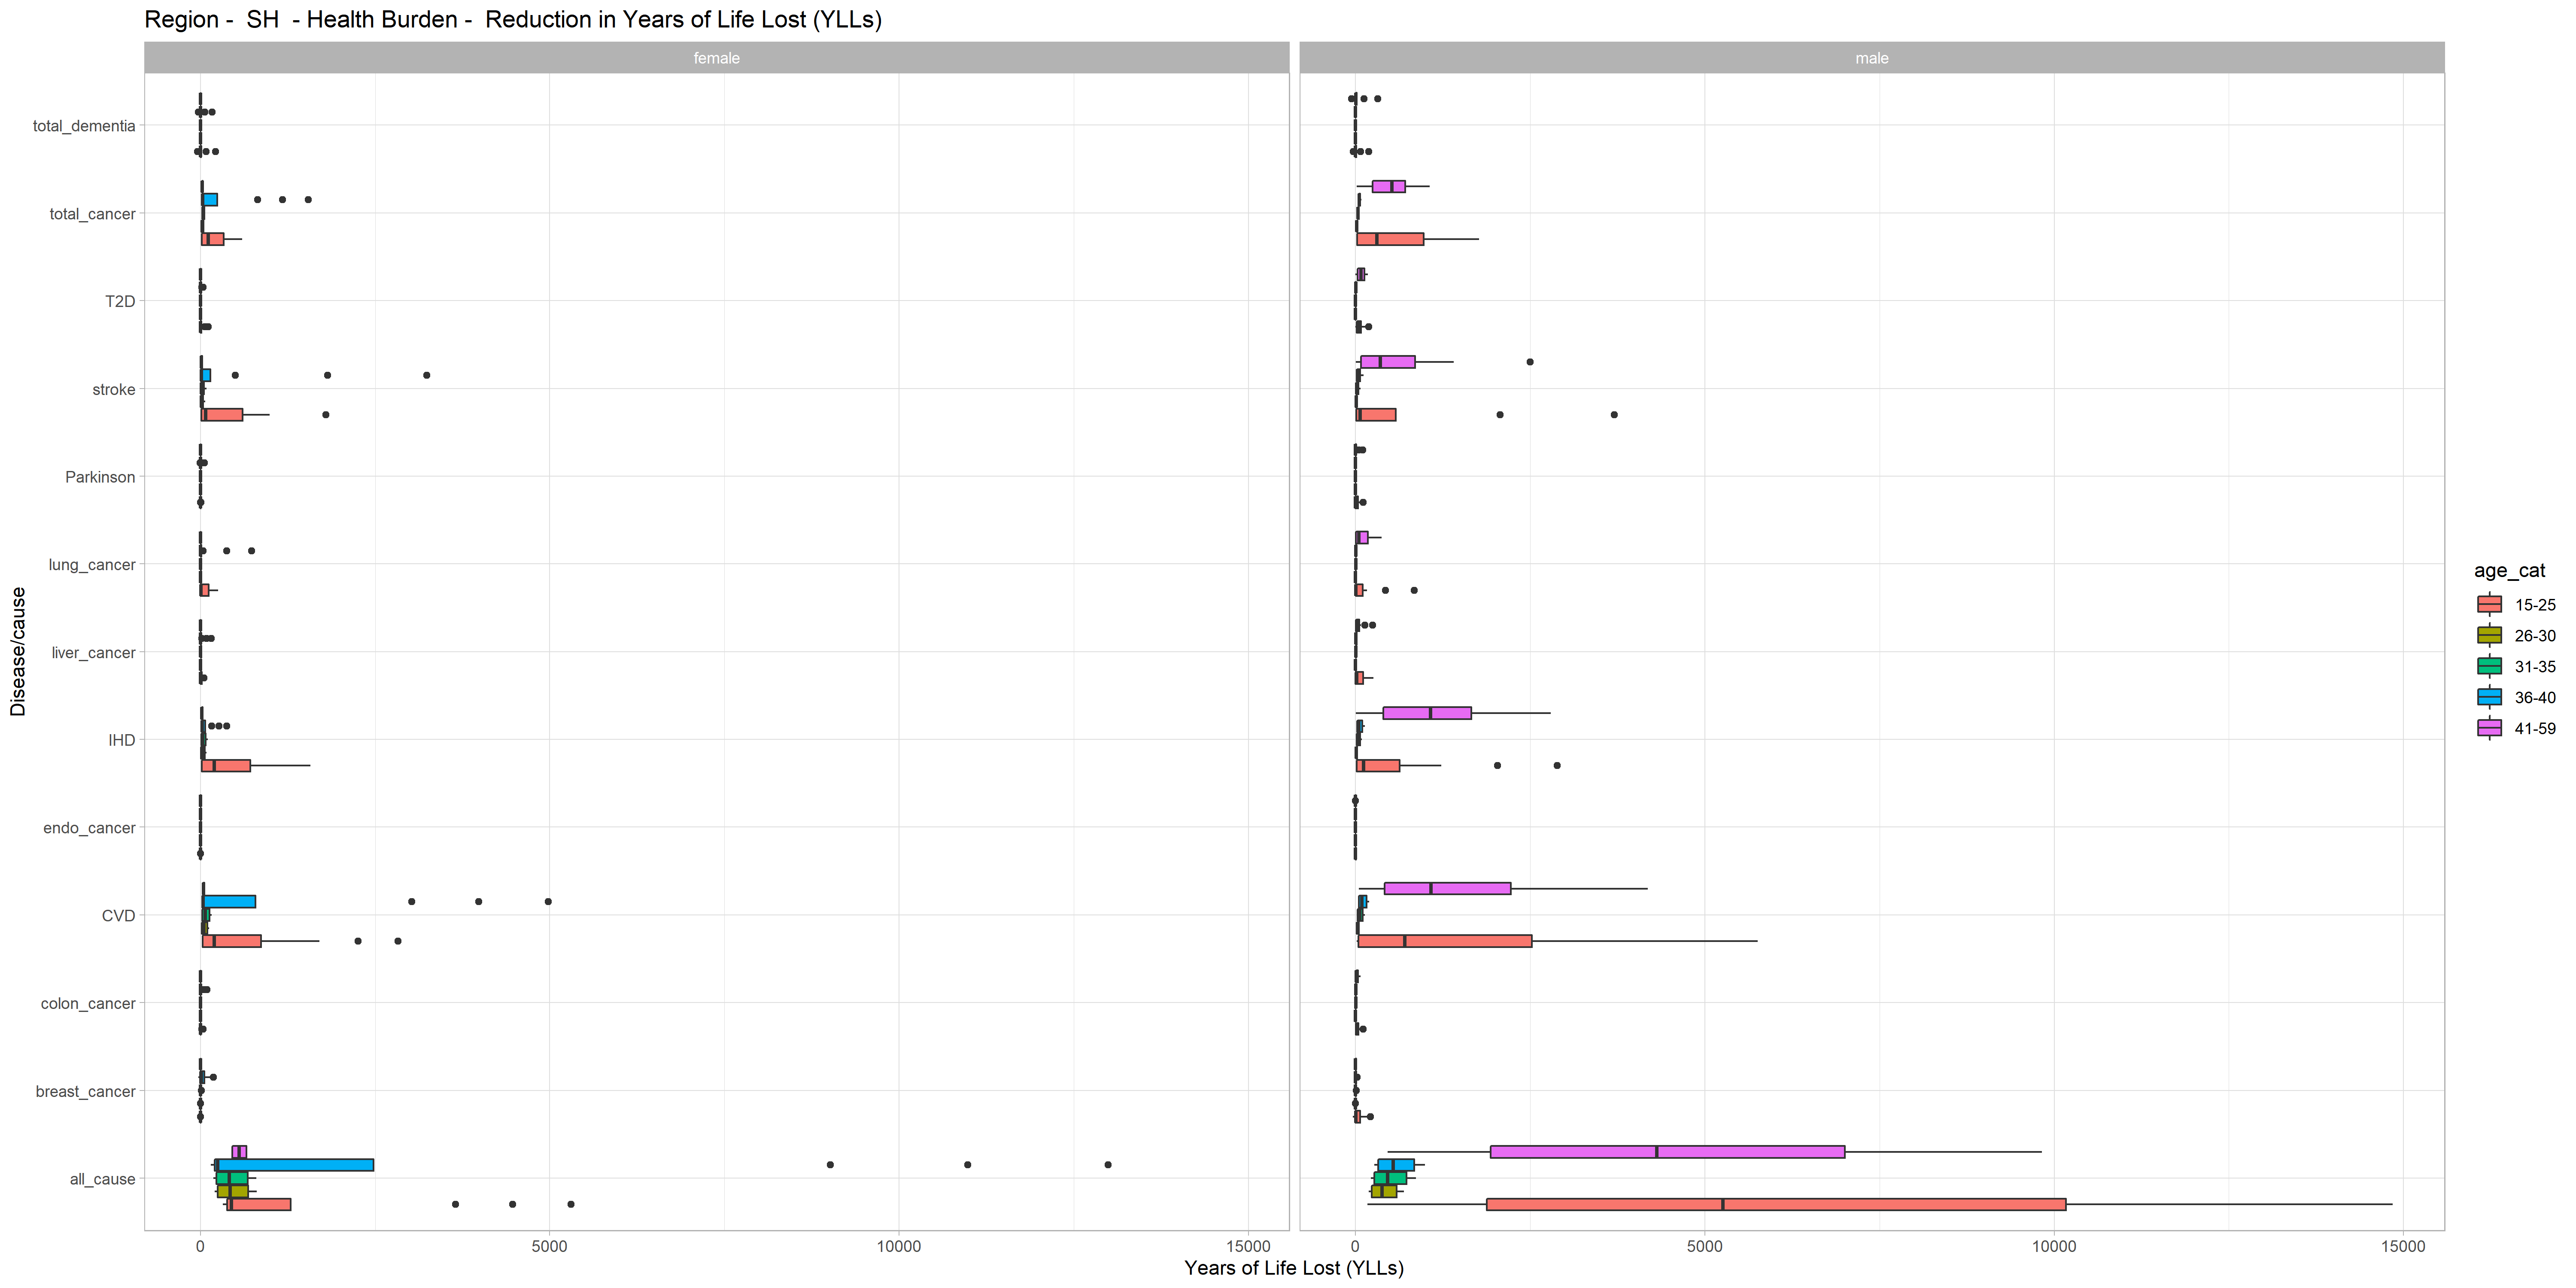 Region -  SH  - Health Burden -  Reduction in Years of Life Lost (YLLs)
female
male
Disease/cause
total_dementia
total_cancer
T2D
stroke
Parkinson
lung_cancer
liver_cancer
IHD
endo_cancer
CVD
colon_cancer
breast_cancer
all_cause
0
5000
10000
15000
0
5000
10000
15000
Years of Life Lost (YLLs)
age_cat
15-25
26-30
31-35
36-40
41-59